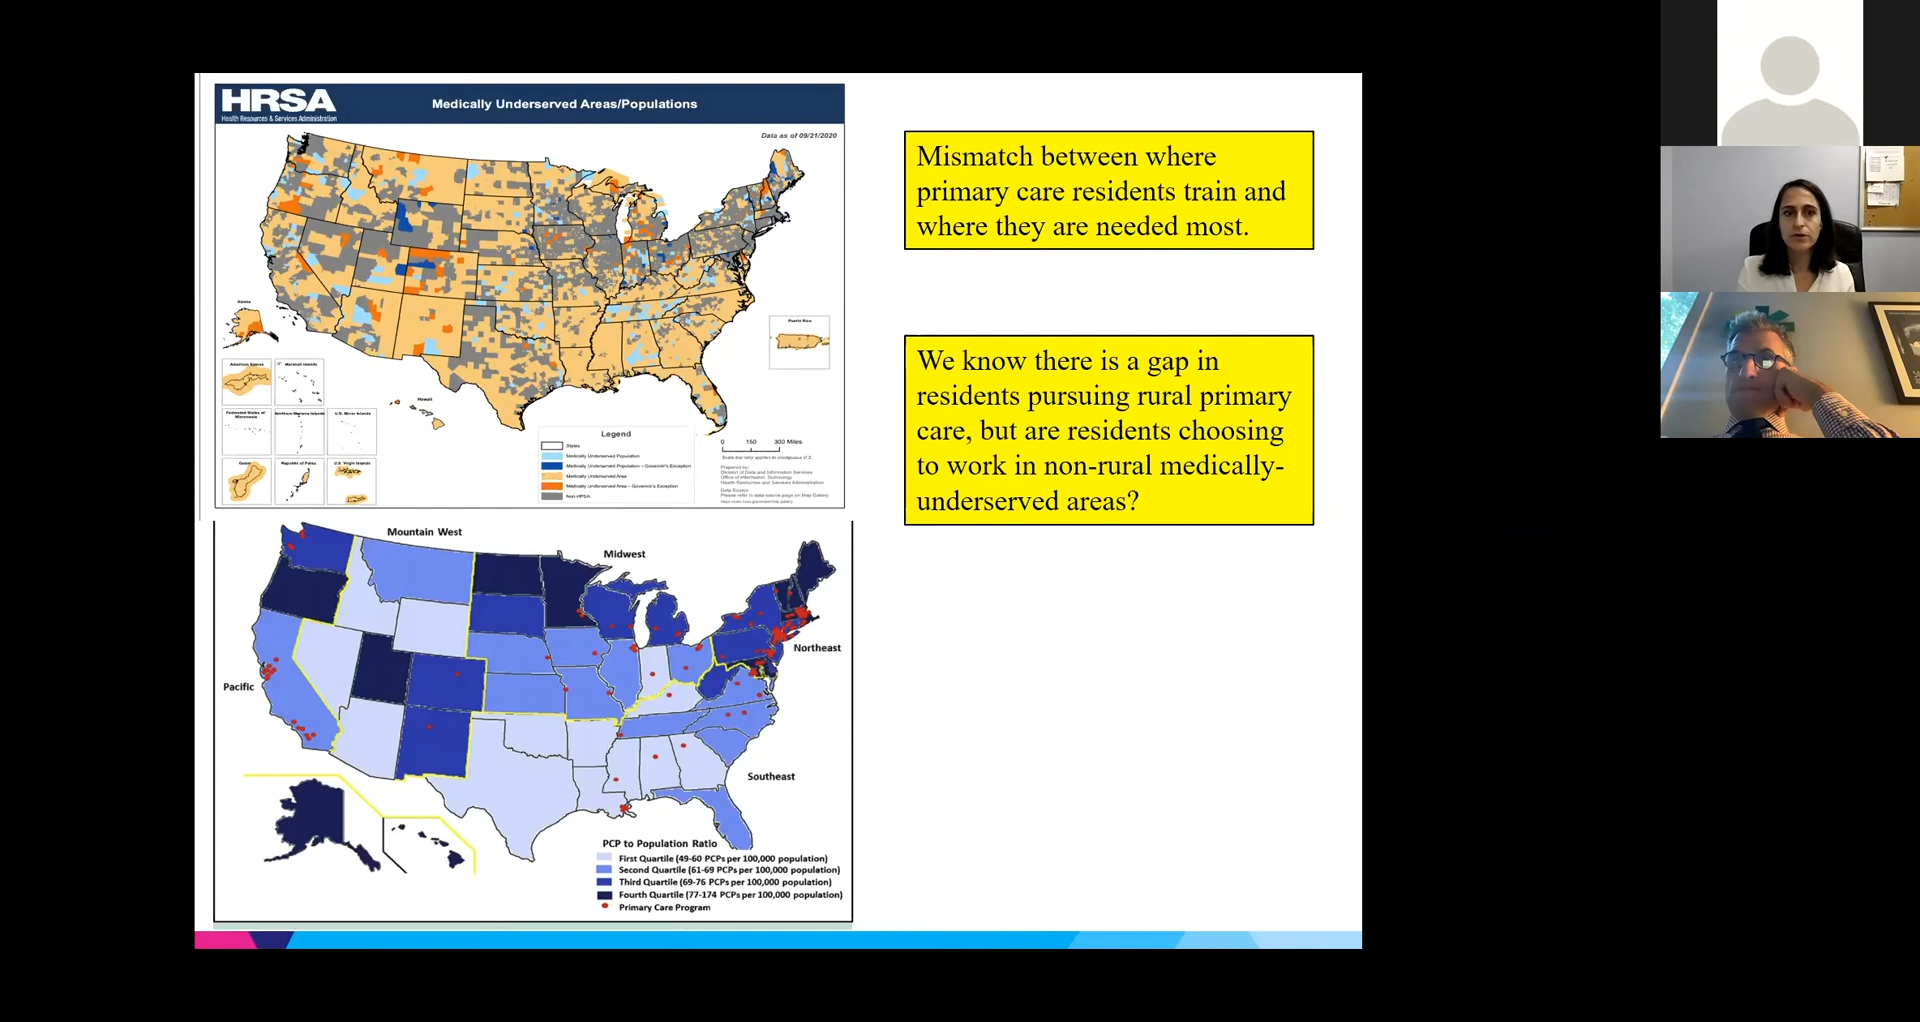 HRSA
Health Resources & Services Administration
Medically Underserved Areas/Populations
Data as of 09/21/2020
Alaska
Puerto Rico
American Samoa
Marshall Islands
Hawaii
Federated States of
Micronesia
Northern Mariana Islands
U.S. Minor Islands
Guam
Republic of Palau
U.S. Virgin Islands
Legend
States
Medically Underserved Population
Medically Underserved Population - Governor's Exception
Medically Underserved Area
Medically Underserved Area - Governor's Exception
Non-HPSA
0 150 300 Miles
Scale bar only applies to contiguous U.S.
Prepared by:
Division of Data and Information Services
Office of Information Technology
Health Resources and Services Administration
Data Source
Please refer to data source page on Map Gallery
Mismatch between where
primary care residents train and
where they are needed most.
We know there is a gap in
residents pursuing rural primary
care, but are residents choosing
to work in non-rural medically-
underserved areas?
Mountain West
Midwest
Northeast
Pacific
Southeast
PCP to Population Ratio
First Quartile (49-60 PCPs per 100,000 population)
Second Quartile (61-69 PCPs per 100,000 population)
Third Quartile (69-76 PCPs per 100,000 population)
Fourth Quartile (77-174 PCPs per 100,000 population)
Primary Care Program